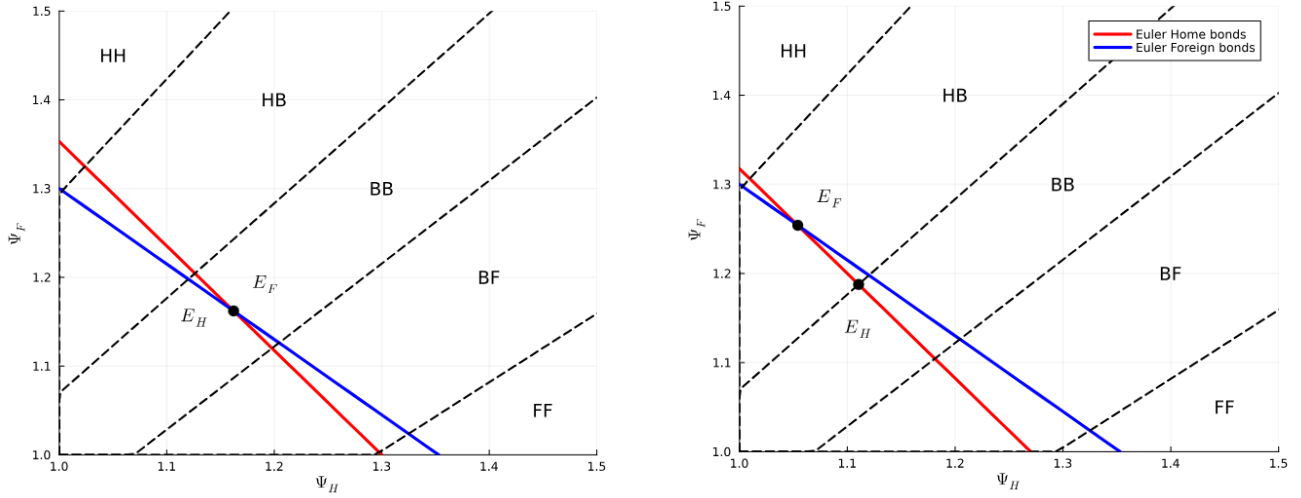 1.5
1.4
1.3
1.2
1.1
1.0
Ψ_F
HH
HB
BB
BF
FF
E_F
E_H
1.0 1.1 1.2 1.3 1.4 1.5
Ψ_H
1.5
1.4
1.3
1.2
1.1
1.0
Ψ_F
Euler Home bonds
Euler Foreign bonds
HH
HB
BB
BF
FF
E_F
E_H
1.0 1.1 1.2 1.3 1.4 1.5
Ψ_H